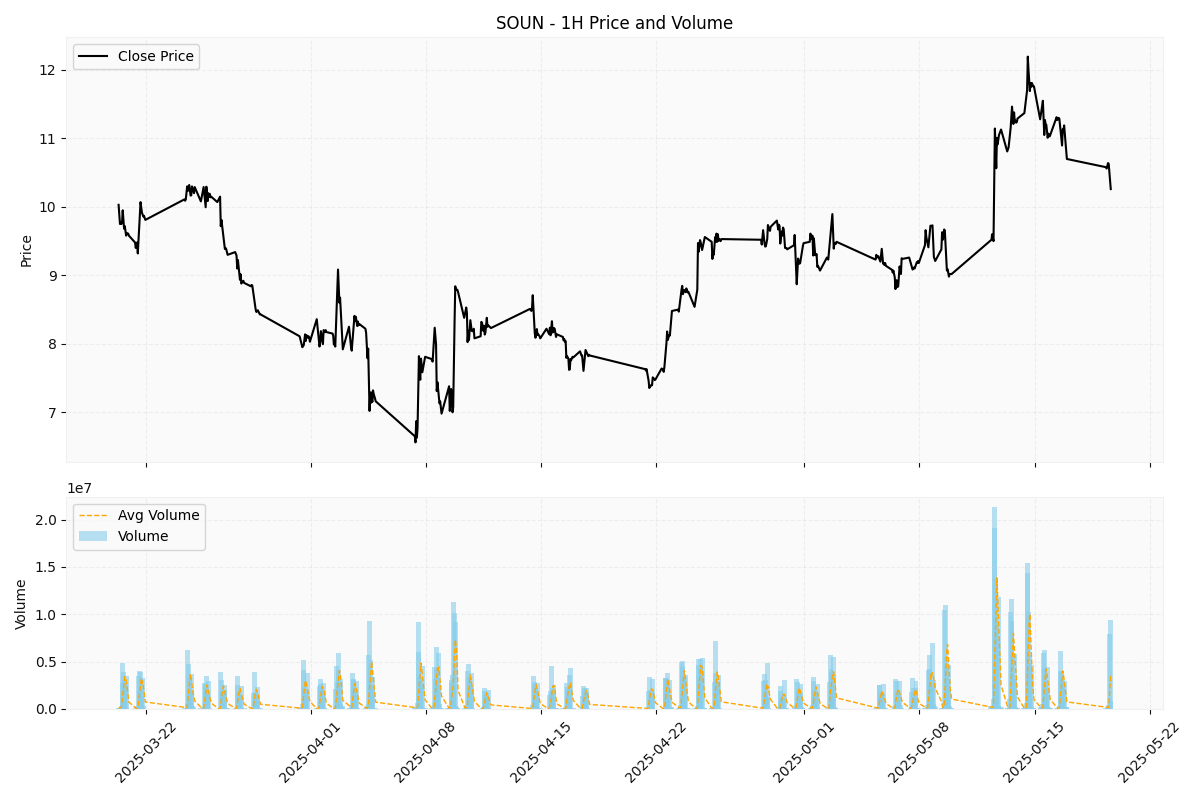 SOUN - 1H Price and Volume
Close Price
Price
12
11
10
9
8
7
1e7
Avg Volume
Volume
Volume
2.0
1.5
1.0
0.5
0.0
2025-03-22
2025-04-01
2025-04-08
2025-04-15
2025-04-22
2025-05-01
2025-05-08
2025-05-15
2025-05-22